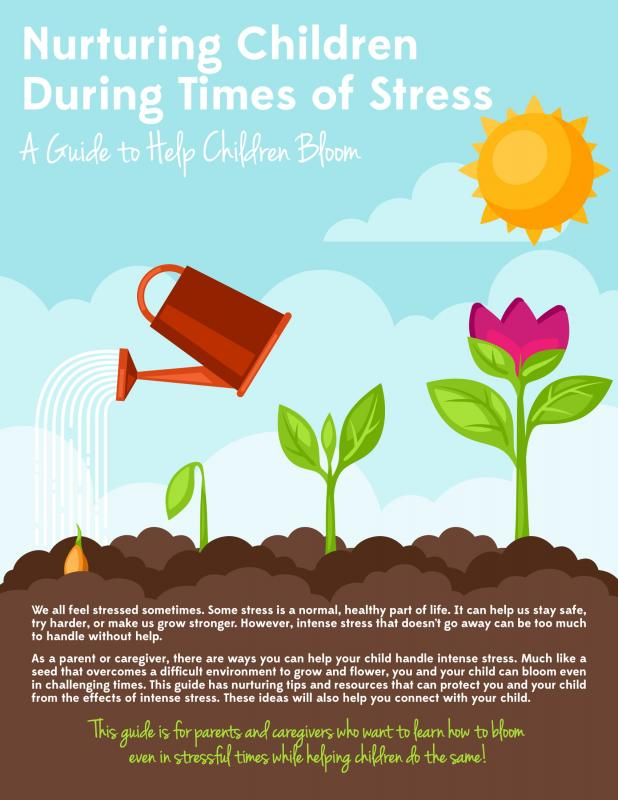 Nurturing Children
During Times of Stress
A Guide to Help Children Bloom
We all feel stressed sometimes. Some stress is a normal, healthy part of life. It can help us stay safe,
try harder, or make us grow stronger. However, intense stress that doesn't go away can be too much
to handle without help.
As a parent or caregiver, there are ways you can help your child handle intense stress. Much like a
seed that overcomes a difficult environment to grow and flower, you and your child can bloom even
in challenging times. This guide has nurturing tips and resources that can protect you and your child
from the effects of intense stress. These ideas will also help you connect with your child.
This guide is for parents and caregivers who want to learn how to bloom
even in stressful times while helping children do the same!